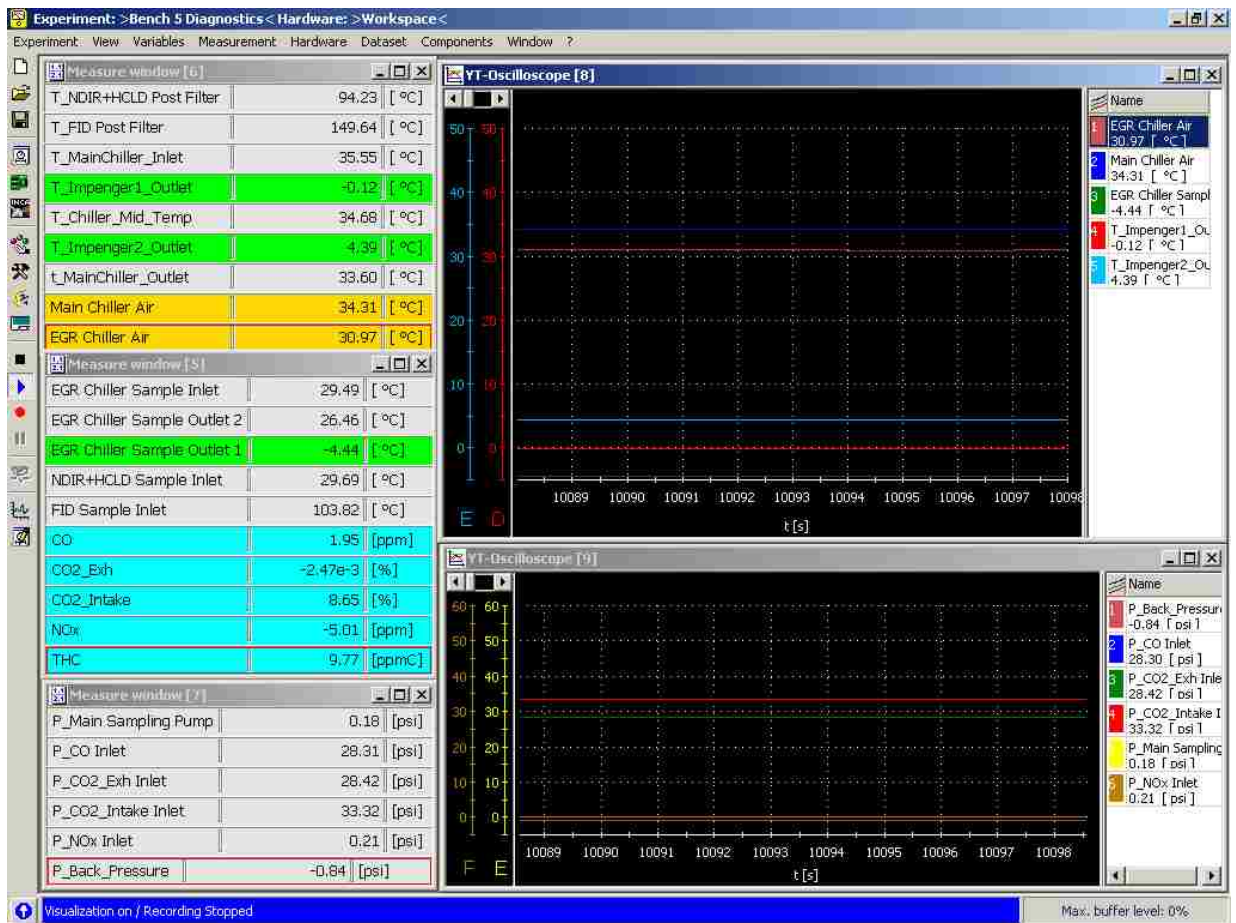 Experiment: >Bench 5 Diagnostics< Hardware: >Workspace<
Experiment View Variables Measurement Hardware Dataset Components Window ?
Measure window [6]
T_NDIR+HCLD Post Filter 94.23 [ °C]
T_FID Post Filter 149.64 [ °C]
T_MainChiller_Inlet 35.55 [ °C]
T_Impenger1_Outlet -0.12 [ °C]
T_Chiller_Mid_Temp 34.68 [ °C]
T_Impenger2_Outlet 4.39 [ °C]
t_MainChiller_Outlet 33.60 [ °C]
Main Chiller Air 34.31 [ °C]
EGR Chiller Air 30.97 [ °C]
Measure window [5]
EGR Chiller Sample Inlet 29.49 [ °C]
EGR Chiller Sample Outlet 2 26.46 [ °C]
EGR Chiller Sample Outlet 1 -4.44 [ °C]
NDIR+HCLD Sample Inlet 29.69 [ °C]
FID Sample Inlet 103.82 [ °C]
CO 1.95 [ppm]
CO2_Exh -2.47e-3 [%]
CO2_Intake 8.65 [%]
NOx -5.01 [ppm]
THC 9.77 [ppmC]
Measure window [7]
P_Main Sampling Pump 0.18 [psi]
P_CO Inlet 28.31 [psi]
P_CO2_Exh Inlet 28.42 [psi]
P_CO2_Intake Inlet 33.32 [psi]
P_NOx Inlet 0.21 [psi]
P_Back_Pressure -0.84 [psi]
YT-Oscilloscope [8]
50 50
40 40
30 30
20 20
10 10
0 0
10089 10090 10091 10092 10093 10094 10095 10096 10097 10098
E D
t [s]
Name
1 EGR Chiller Air
30.97 [ °C ]
2 Main Chiller Air
34.31 [ °C ]
3 EGR Chiller Sampl
-4.44 [ °C ]
4 T_Impenger1_Ou
-0.12 [ °C ]
5 T_Impenger2_Ou
4.39 [ °C ]
YT-Oscilloscope [9]
60 60
50 50
40 40
30 30
20 20
10 10
0 0
10089 10090 10091 10092 10093 10094 10095 10096 10097 10098
F E
t [s]
Name
1 P_Back_Pressure
-0.84 [ psi ]
2 P_CO Inlet
28.30 [ psi ]
3 P_CO2_Exh Inle
28.42 [ psi ]
4 P_CO2_Intake I
33.32 [ psi ]
P_Main Sampling
0.18 [ psi ]
6 P_NOx Inlet
0.21 [ psi ]
Visualization on / Recording Stopped
Max. buffer level: 0%